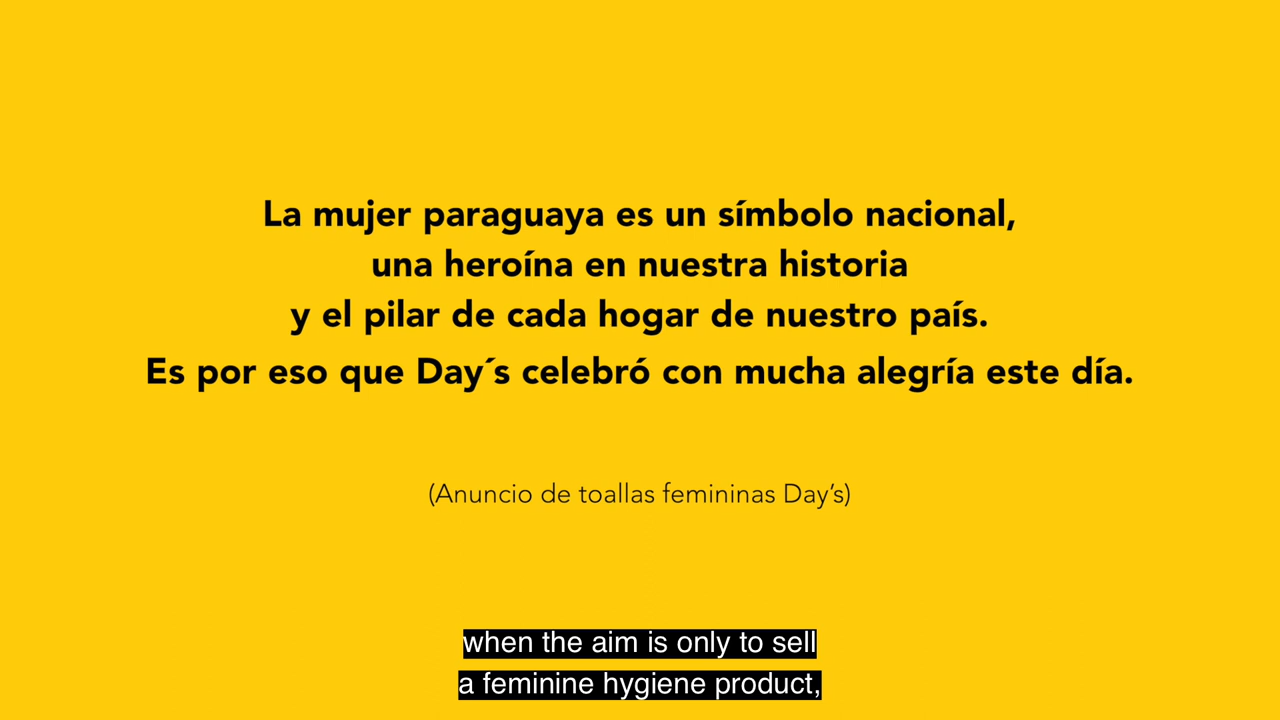 La mujer paraguaya es un símbolo nacional,
una heroína en nuestra historia
y el pilar de cada hogar de nuestro país.
Es por eso que Day´s celebró con mucha alegría este día.
(Anuncio de toallas femininas Day’s)
when the aim is only to sell
a feminine hygiene product,